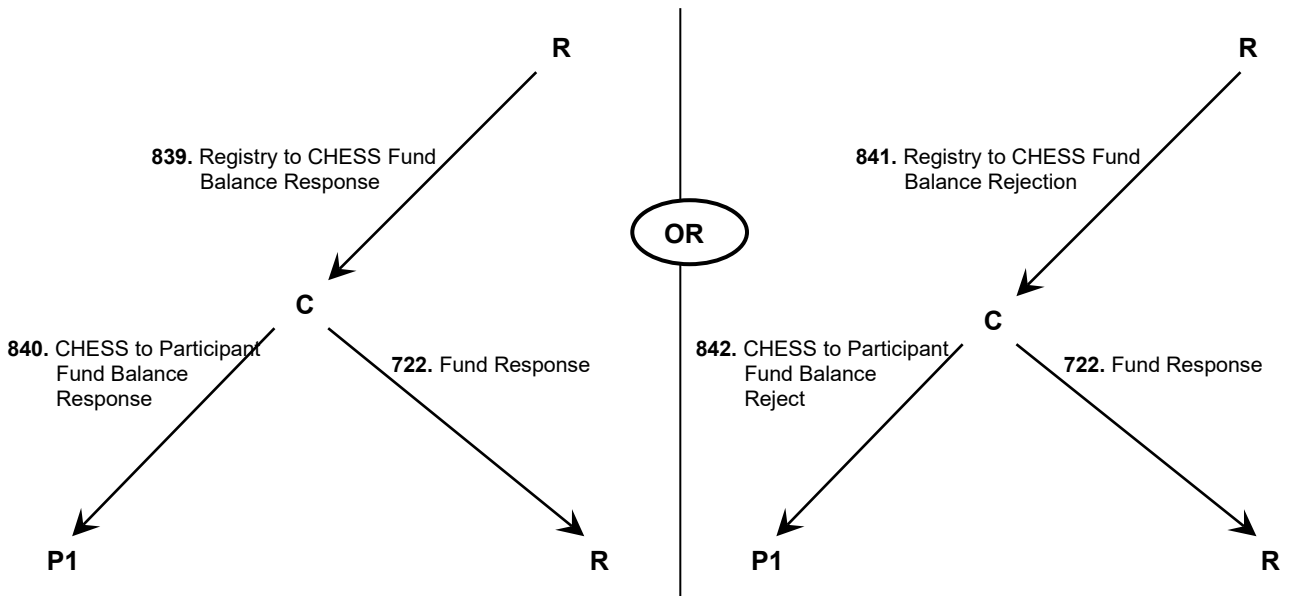 R
839. Registry to CHESS Fund
Balance Response
C
840. CHESS to Participant
Fund Balance
Response
722. Fund Response
P1
R
OR
R
841. Registry to CHESS Fund
Balance Rejection
C
842. CHESS to Participant
Fund Balance
Reject
722. Fund Response
P1
R